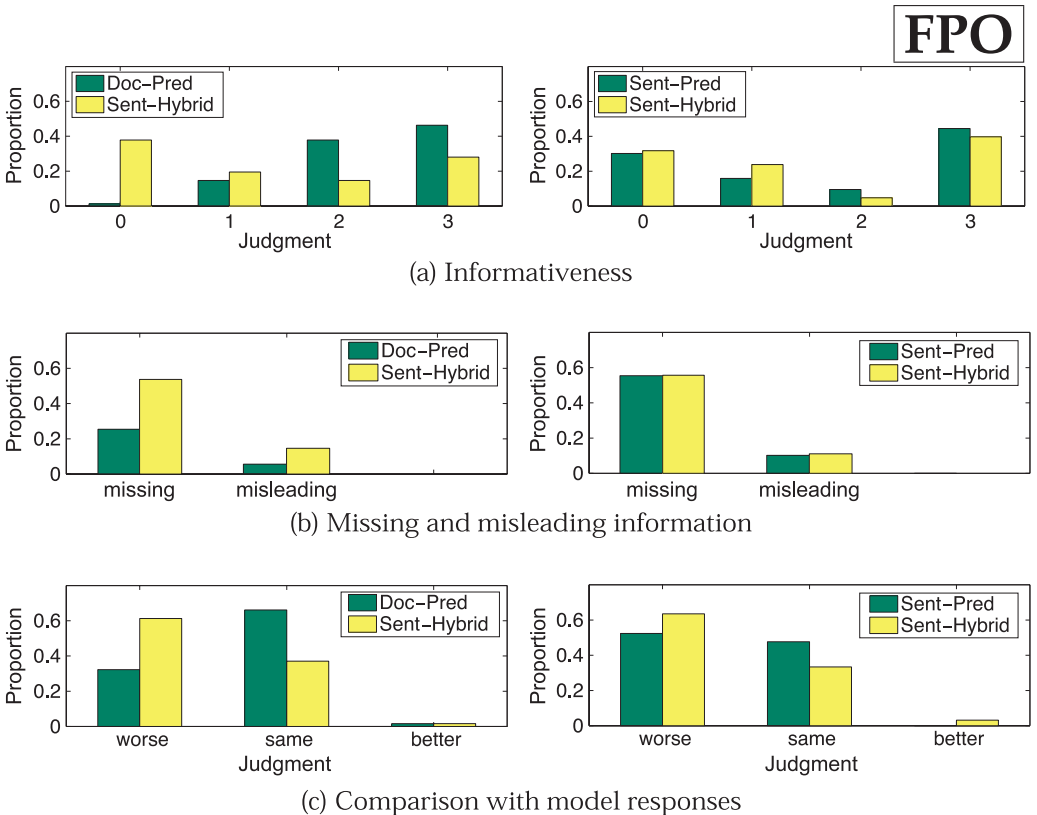 FPO
Doc-Pred
Sent-Hybrid
Proportion
0.6
0.4
0.2
0
0 1 2 3
Judgment
Sent-Pred
Sent-Hybrid
Proportion
0.6
0.4
0.2
0
0 1 2 3
Judgment
(a) Informativeness
Doc-Pred
Sent-Hybrid
Proportion
0.6
0.4
0.2
0
missing misleading
Sent-Pred
Sent-Hybrid
Proportion
0.6
0.4
0.2
0
missing misleading
(b) Missing and misleading information
Doc-Pred
Sent-Hybrid
Proportion
0.6
0.4
0.2
0
worse same better
Judgment
Sent-Pred
Sent-Hybrid
Proportion
0.6
0.4
0.2
0
worse same better
Judgment
(c) Comparison with model responses